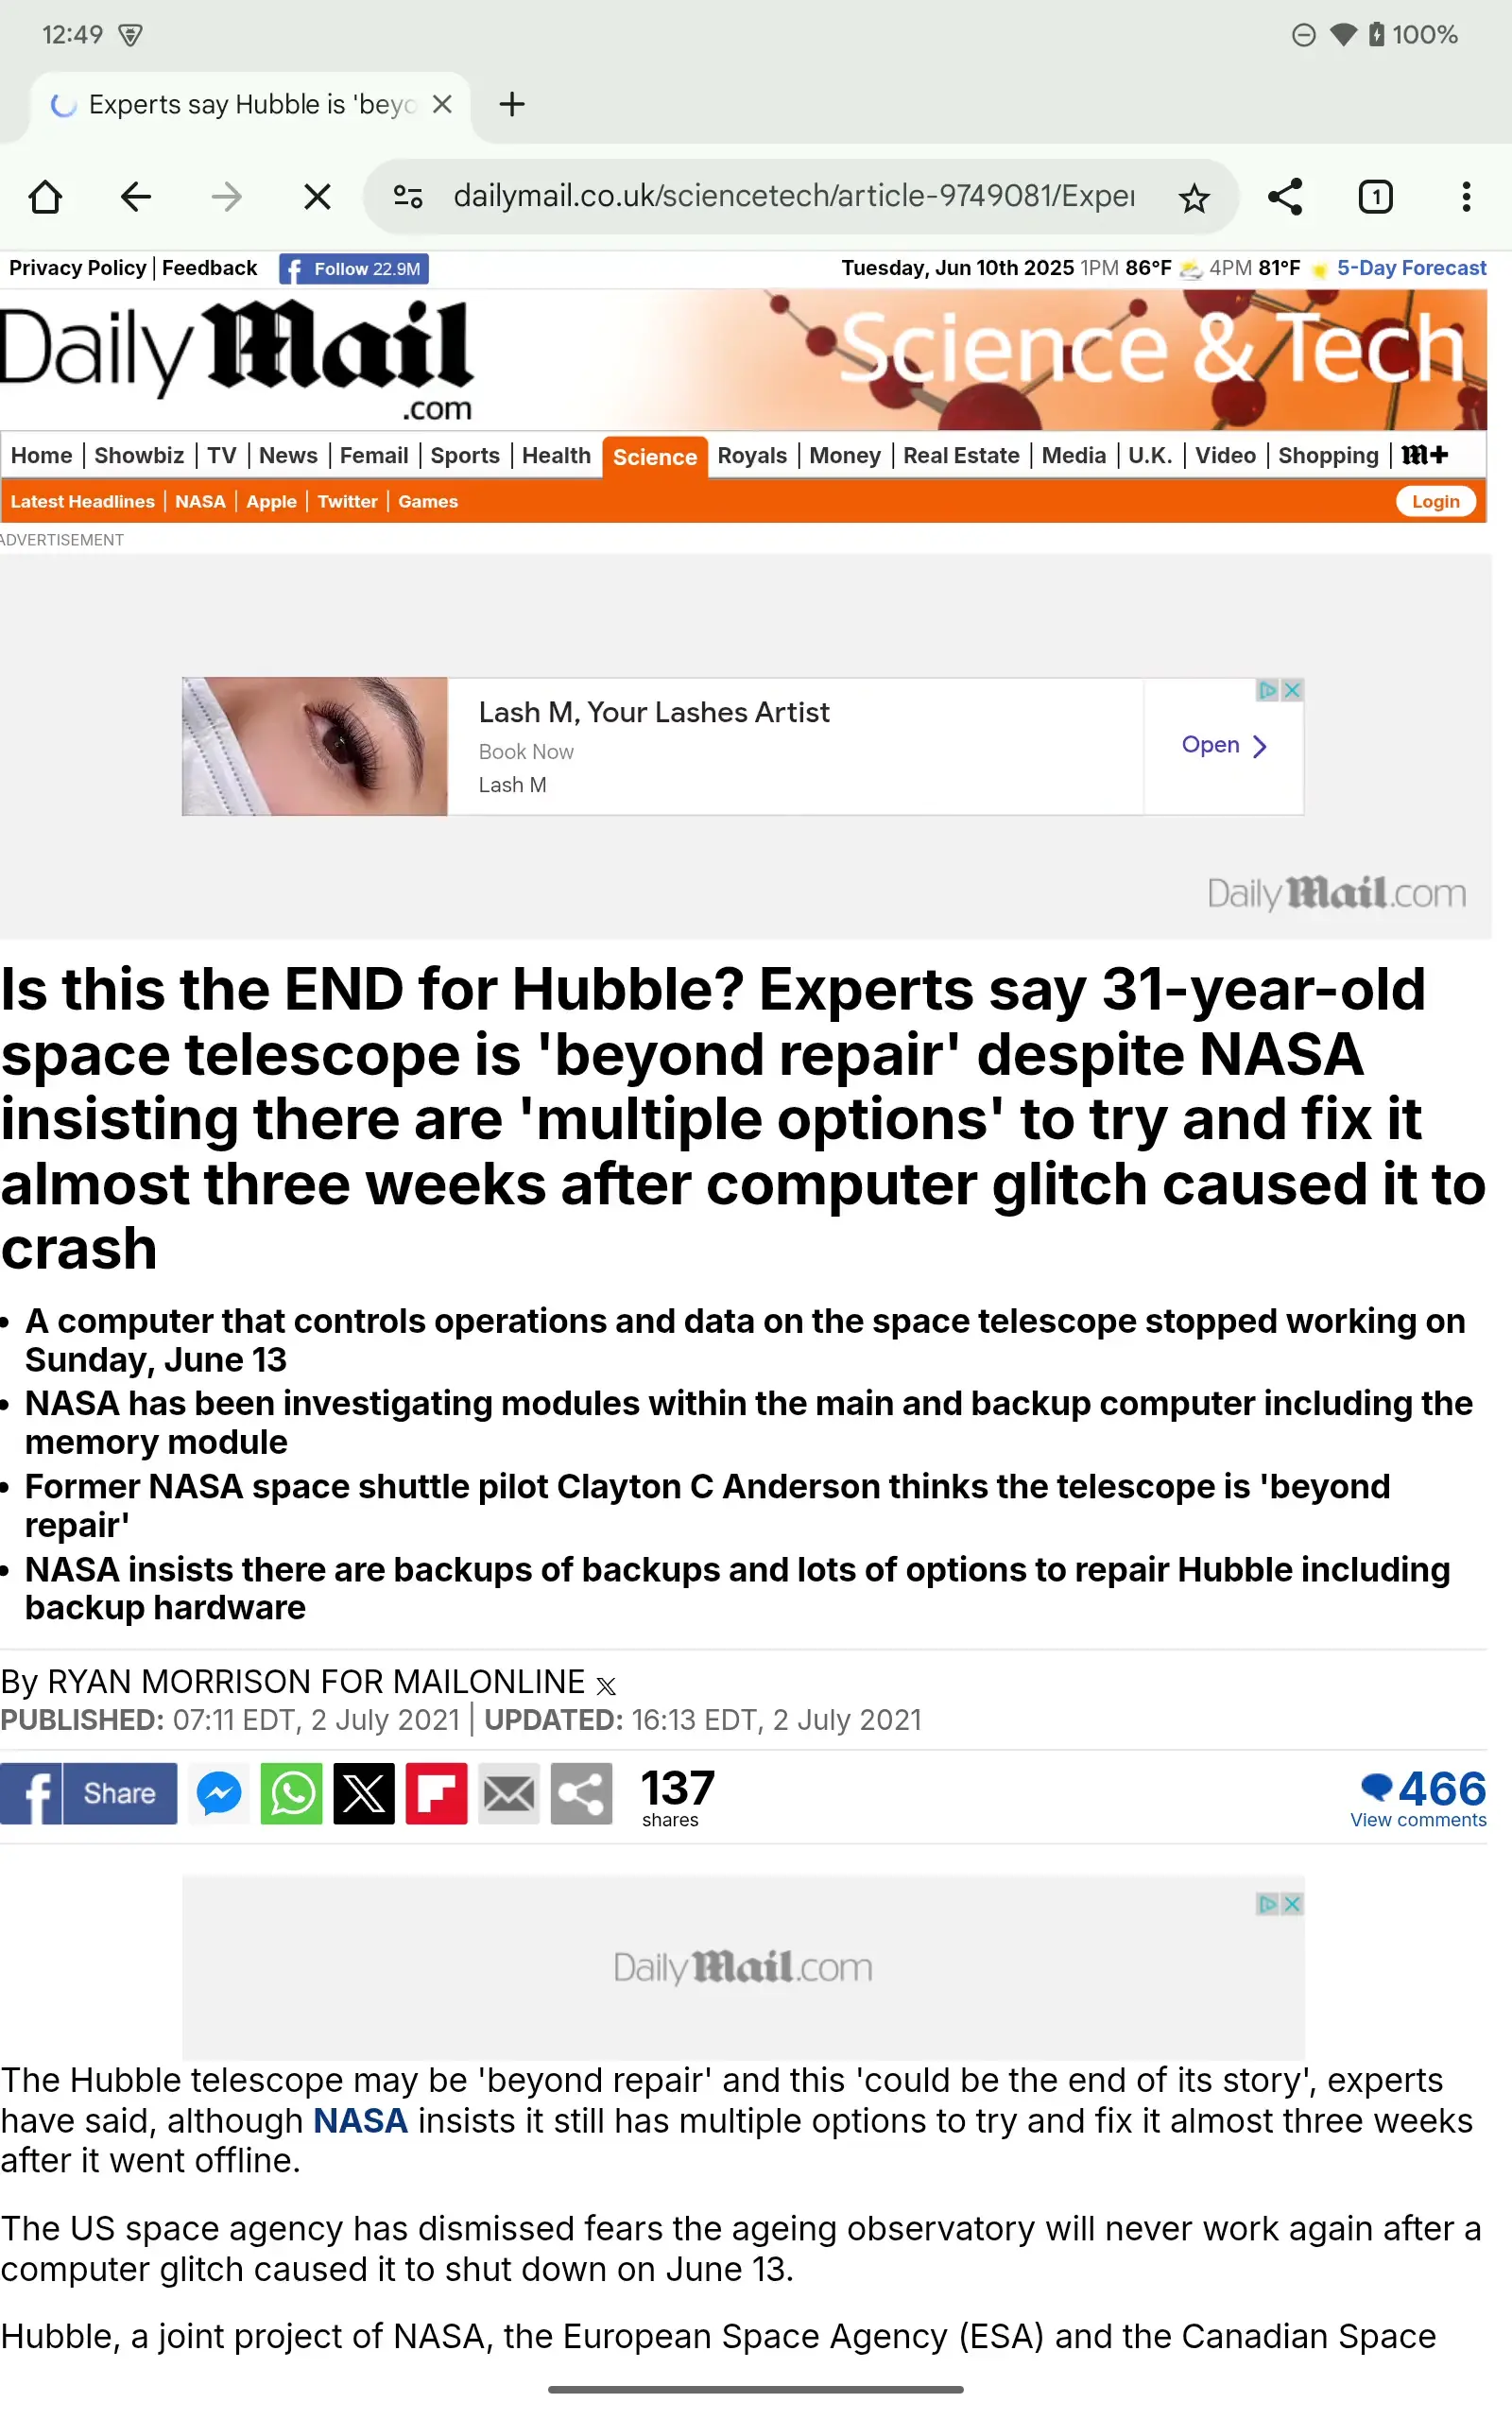 12:49
100%
Experts say Hubble is 'beyo
dailymail.co.uk/sciencetech/article-9749081/Exper
1
Privacy Policy | Feedback
Follow 22.9M
Tuesday, Jun 10th 2025 1PM 86°F 4PM 81°F 5-Day Forecast
Daily Mail
.com
Science & Tech
Home | Showbiz | TV | News | Femail | Sports | Health | Science | Royals | Money | Real Estate | Media | U.K. | Video | Shopping | m+
Latest Headlines | NASA | Apple | Twitter | Games
Login
ADVERTISEMENT
Lash M, Your Lashes Artist
Book Now
Lash M
Open
DailyMail.com
Is this the END for Hubble? Experts say 31-year-old
space telescope is 'beyond repair' despite NASA
insisting there are 'multiple options' to try and fix it
almost three weeks after computer glitch caused it to
crash
• A computer that controls operations and data on the space telescope stopped working on
Sunday, June 13
• NASA has been investigating modules within the main and backup computer including the
memory module
• Former NASA space shuttle pilot Clayton C Anderson thinks the telescope is 'beyond
repair'
• NASA insists there are backups of backups and lots of options to repair Hubble including
backup hardware
By RYAN MORRISON FOR MAILONLINE X
PUBLISHED: 07:11 EDT, 2 July 2021 | UPDATED: 16:13 EDT, 2 July 2021
Share
137
shares
466
View comments
DailyMail.com
The Hubble telescope may be 'beyond repair' and this 'could be the end of its story', experts
have said, although NASA insists it still has multiple options to try and fix it almost three weeks
after it went offline.
The US space agency has dismissed fears the ageing observatory will never work again after a
computer glitch caused it to shut down on June 13.
Hubble, a joint project of NASA, the European Space Agency (ESA) and the Canadian Space